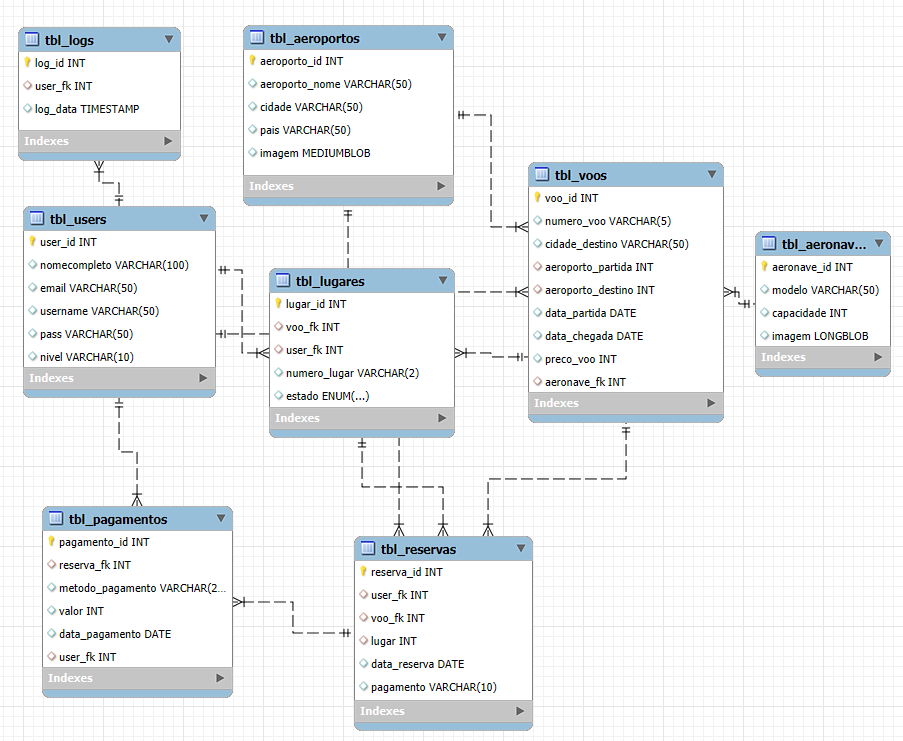 tbl_logs
log_id INT
user_fk INT
log_data TIMESTAMP
Indexes
tbl_aeroportos
aeroporto_id INT
aeroporto_nome VARCHAR(50)
cidade VARCHAR(50)
pais VARCHAR(50)
imagem MEDIUMBLOB
Indexes
tbl_voos
voo_id INT
numero_voo VARCHAR(5)
cidade_destino VARCHAR(50)
aeroporto_partida INT
aeroporto_destino INT
data_partida DATE
data_chegada DATE
preco_voo INT
aeronave_fk INT
Indexes
tbl_aeronav...
aeronave_id INT
modelo VARCHAR(50)
capacidade INT
imagem LONGBLOB
Indexes
tbl_users
user_id INT
nomecompleto VARCHAR(100)
email VARCHAR(50)
username VARCHAR(50)
pass VARCHAR(50)
nivel VARCHAR(10)
Indexes
tbl_lugares
lugar_id INT
voo_fk INT
user_fk INT
numero_lugar VARCHAR(2)
estado ENUM(...)
Indexes
tbl_pagamentos
pagamento_id INT
reserva_fk INT
metodo_pagamento VARCHAR(2...
valor INT
data_pagamento DATE
user_fk INT
Indexes
tbl_reservas
reserva_id INT
user_fk INT
voo_fk INT
lugar INT
data_reserva DATE
pagamento VARCHAR(10)
Indexes